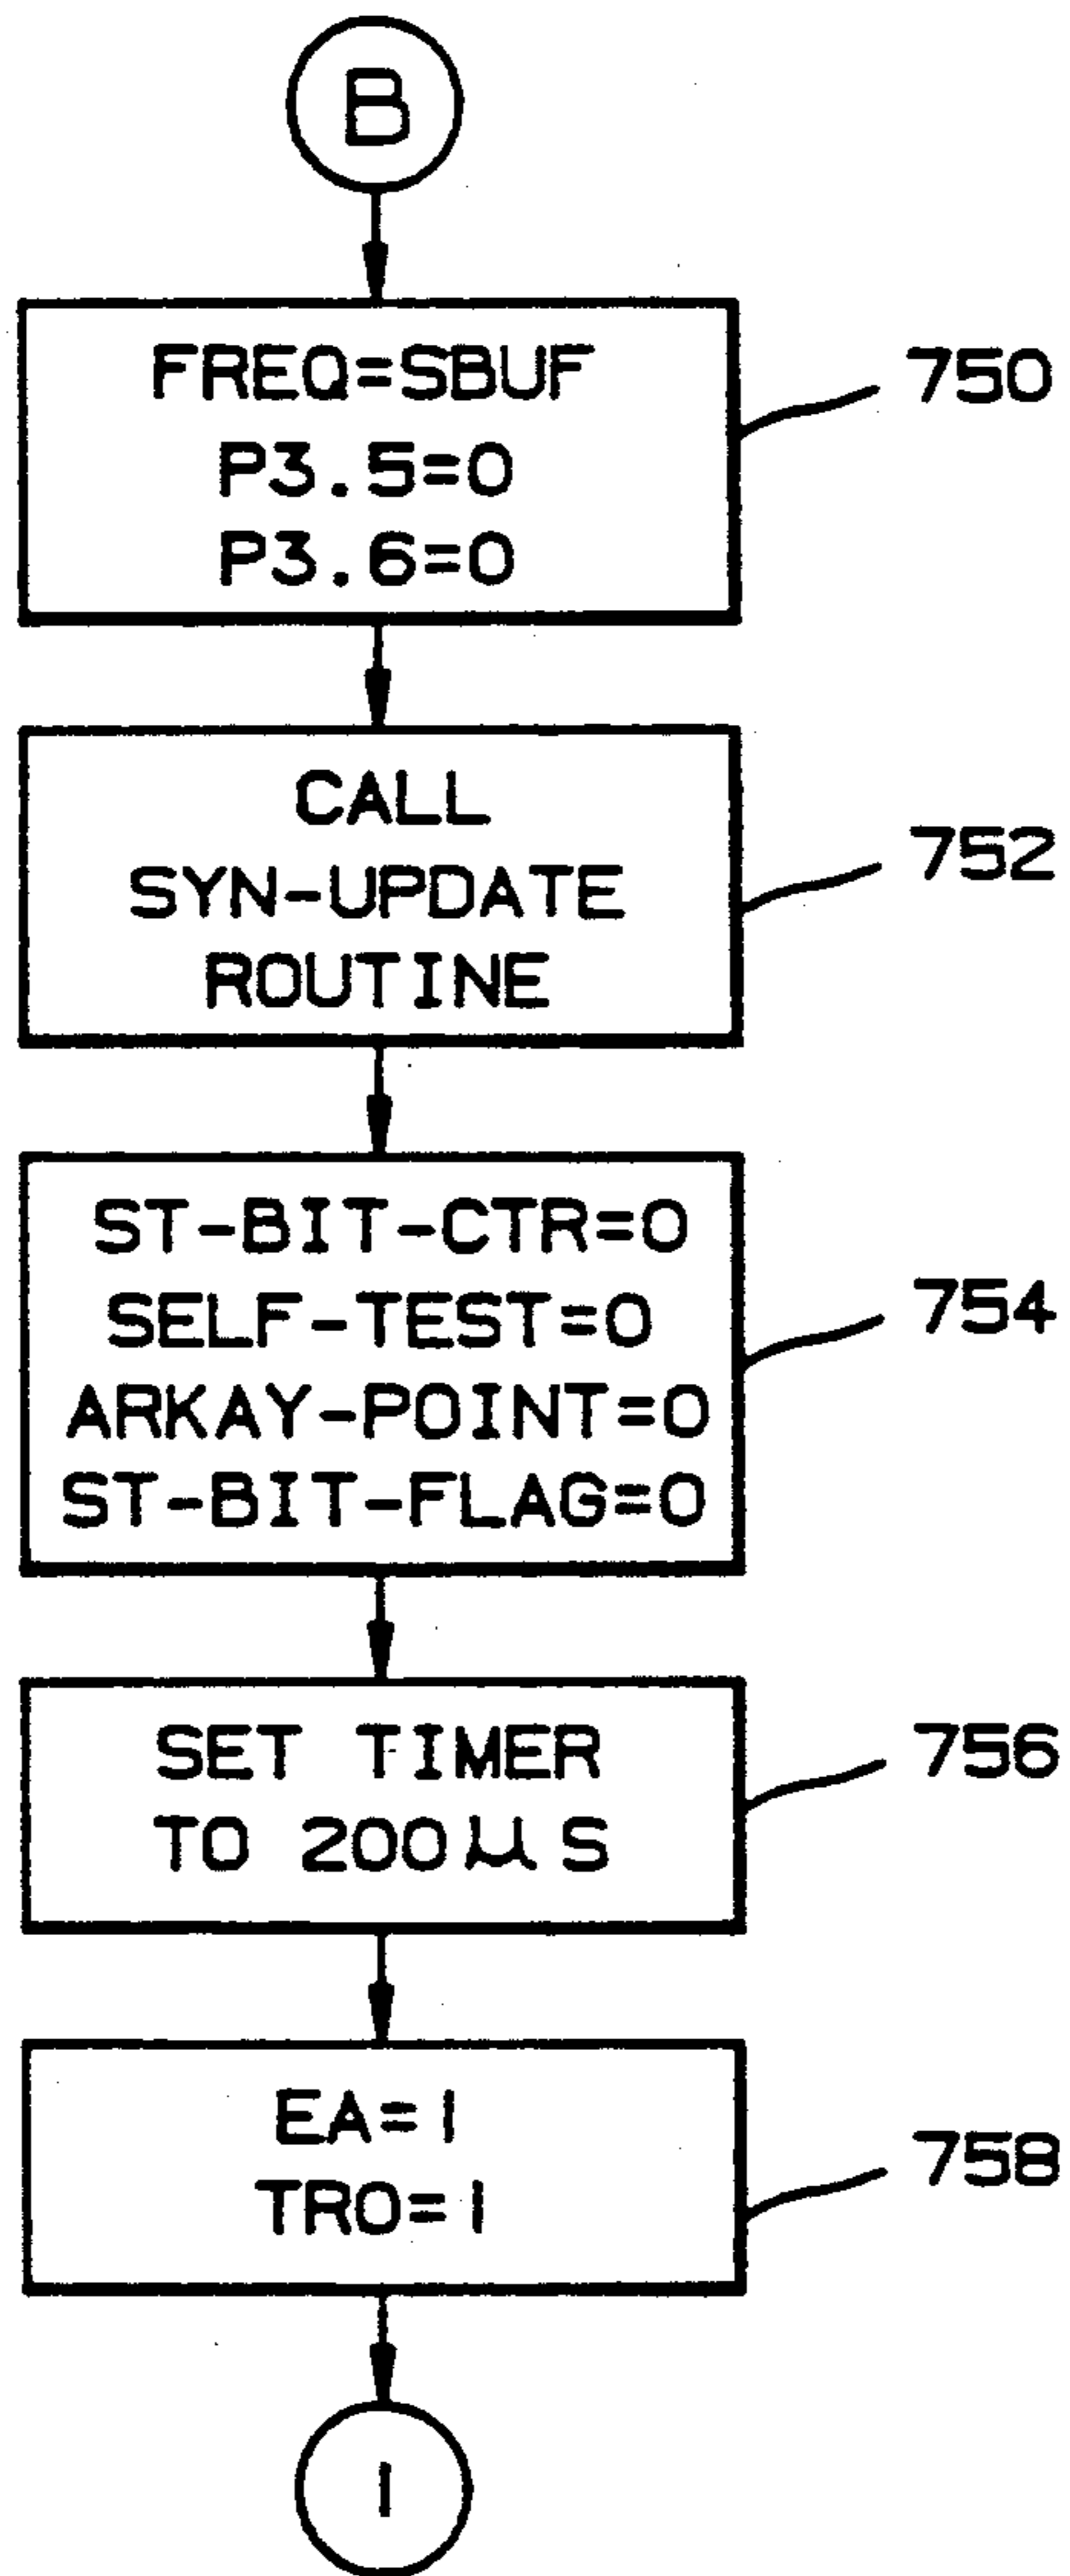 B
FREQ=SBUF
P3.5=0
P3.6=0
750
CALL
SYN-UPDATE
ROUTINE
752
ST-BIT-CTR=0
SELF-TEST=0
ARKAY-POINT=0
ST-BIT-FLAG=0
754
SET TIMER
TO 200μS
756
EA=1
TRO=1
758
1